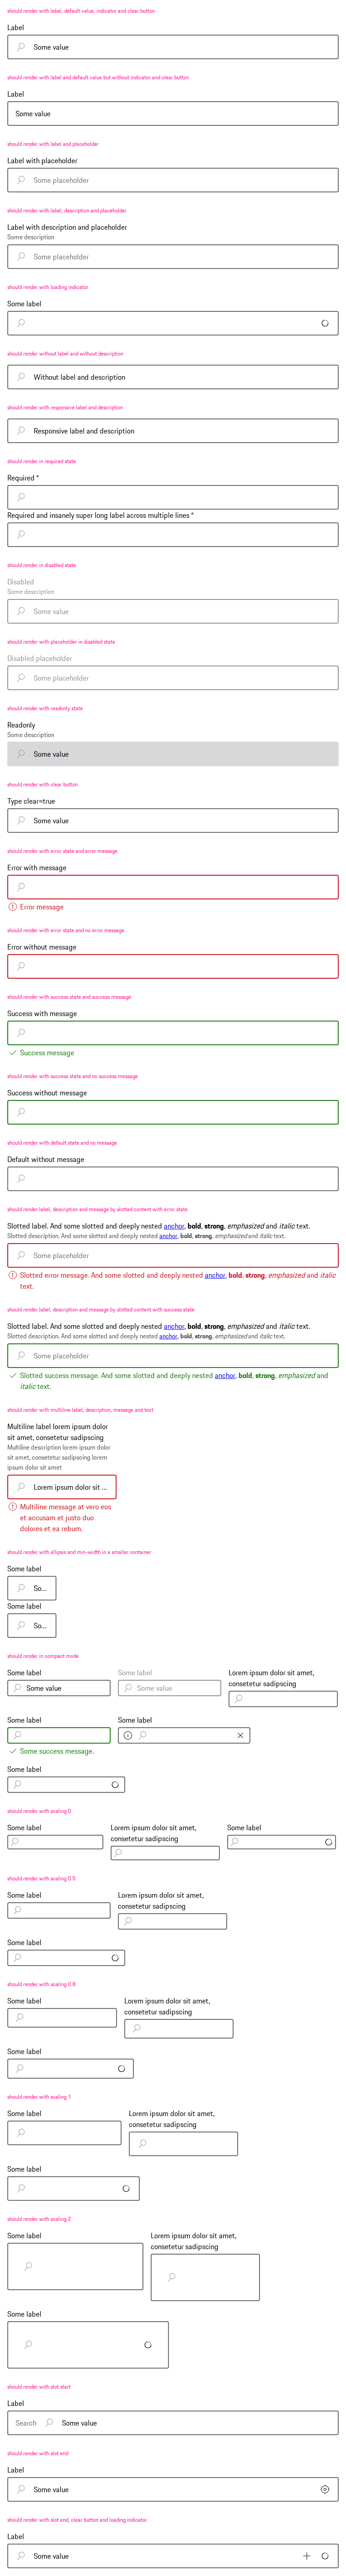 should render with label, default value, indicator and clear button
Label
Some value
should render with label and default value but without indicator and clear button
Label
Some value
should render with label and placeholder
Label with placeholder
Some placeholder
should render with label, description and placeholder
Label with description and placeholder
Some description
Some placeholder
should render with loading indicator
Some label
should render without label and without description
Without label and description
should render with responsive label and description
Responsive label and description
should render in required state
Required *
Required and insanely super long label across multiple lines *
should render in disabled state
Disabled
Some description
Some value
should render with placeholder in disabled state
Disabled placeholder
Some placeholder
should render with readonly state
Readonly
Some description
Some value
should render with clear button
Type clear=true
Some value
should render with error state and error message
Error with message
Error message
should render with error state and no error message
Error without message
should render with success state and success message
Success with message
Success message
should render with success state and no success message
Success without message
should render with default state and no message
Default without message
should render label, description and message by slotted content with error state
Slotted label. And some slotted and deeply nested anchor, bold, strong, emphasized and italic text.
Slotted description. And some slotted and deeply nested anchor, bold, strong, emphasized and italic text.
Some placeholder
Slotted error message. And some slotted and deeply nested anchor, bold, strong, emphasized and italic
text.
should render label, description and message by slotted content with success state
Slotted label. And some slotted and deeply nested anchor, bold, strong, emphasized and italic text.
Slotted description. And some slotted and deeply nested anchor, bold, strong, emphasized and italic text.
Some placeholder
Slotted success message. And some slotted and deeply nested anchor, bold, strong, emphasized and
italic text.
should render with multiline label, description, message and text
Multiline label lorem ipsum dolor
sit amet, consetetur sadipscing
Multiline description lorem ipsum dolor
sit amet, consetetur sadipscing lorem
ipsum dolor sit amet
Lorem ipsum dolor sit ...
Multiline message at vero eos
et accusam et justo duo
dolores et ea rebum.
should render with ellipsis and min-width in a smaller container
Some label
So...
Some label
So...
should render in compact mode
Some label
Some value
Some label
Some value
Lorem ipsum dolor sit amet,
consetetur sadipscing
Some label
Some success message.
Some label
Some label
should render with scaling 0
Some label
Lorem ipsum dolor sit amet,
consetetur sadipscing
Some label
should render with scaling 0.5
Some label
Lorem ipsum dolor sit amet,
consetetur sadipscing
Some label
should render with scaling 0.8
Some label
Lorem ipsum dolor sit amet,
consetetur sadipscing
Some label
should render with scaling 1
Some label
Lorem ipsum dolor sit amet,
consetetur sadipscing
Some label
should render with scaling 2
Some label
Lorem ipsum dolor sit amet,
consetetur sadipscing
Some label
should render with slot start
Label
Search
Some value
should render with slot end
Label
Some value
should render with slot end, clear button and loading indicator
Label
Some value